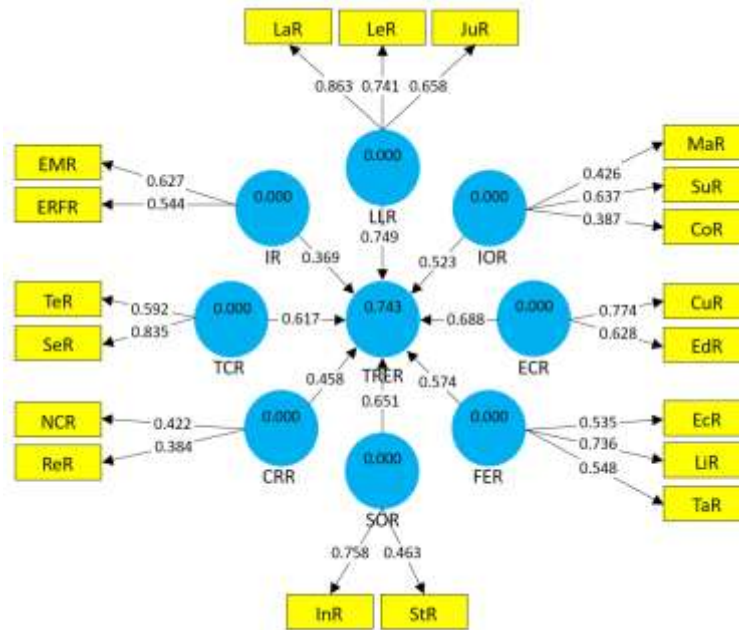 LaR LeR JuR
0.863 0.741 0.658
0.000
LLR
0.749
EMR
ERFR
0.627
0.544
0.000
IR
0.369
MaR
SuR
CoR
0.426
0.637
0.387
0.000
IOR
0.523
TeR
SeR
0.592
0.835
0.000
TCR
0.617
0.743
TRER
0.688
0.000
ECR
0.774
0.628
CuR
EdR
NCR
ReR
0.422
0.384
0.000
CRR
0.458
0.651
0.000
SOR
0.574
0.000
FER
0.535
0.736
0.548
EcR
LiR
TaR
0.758 0.463
InR StR